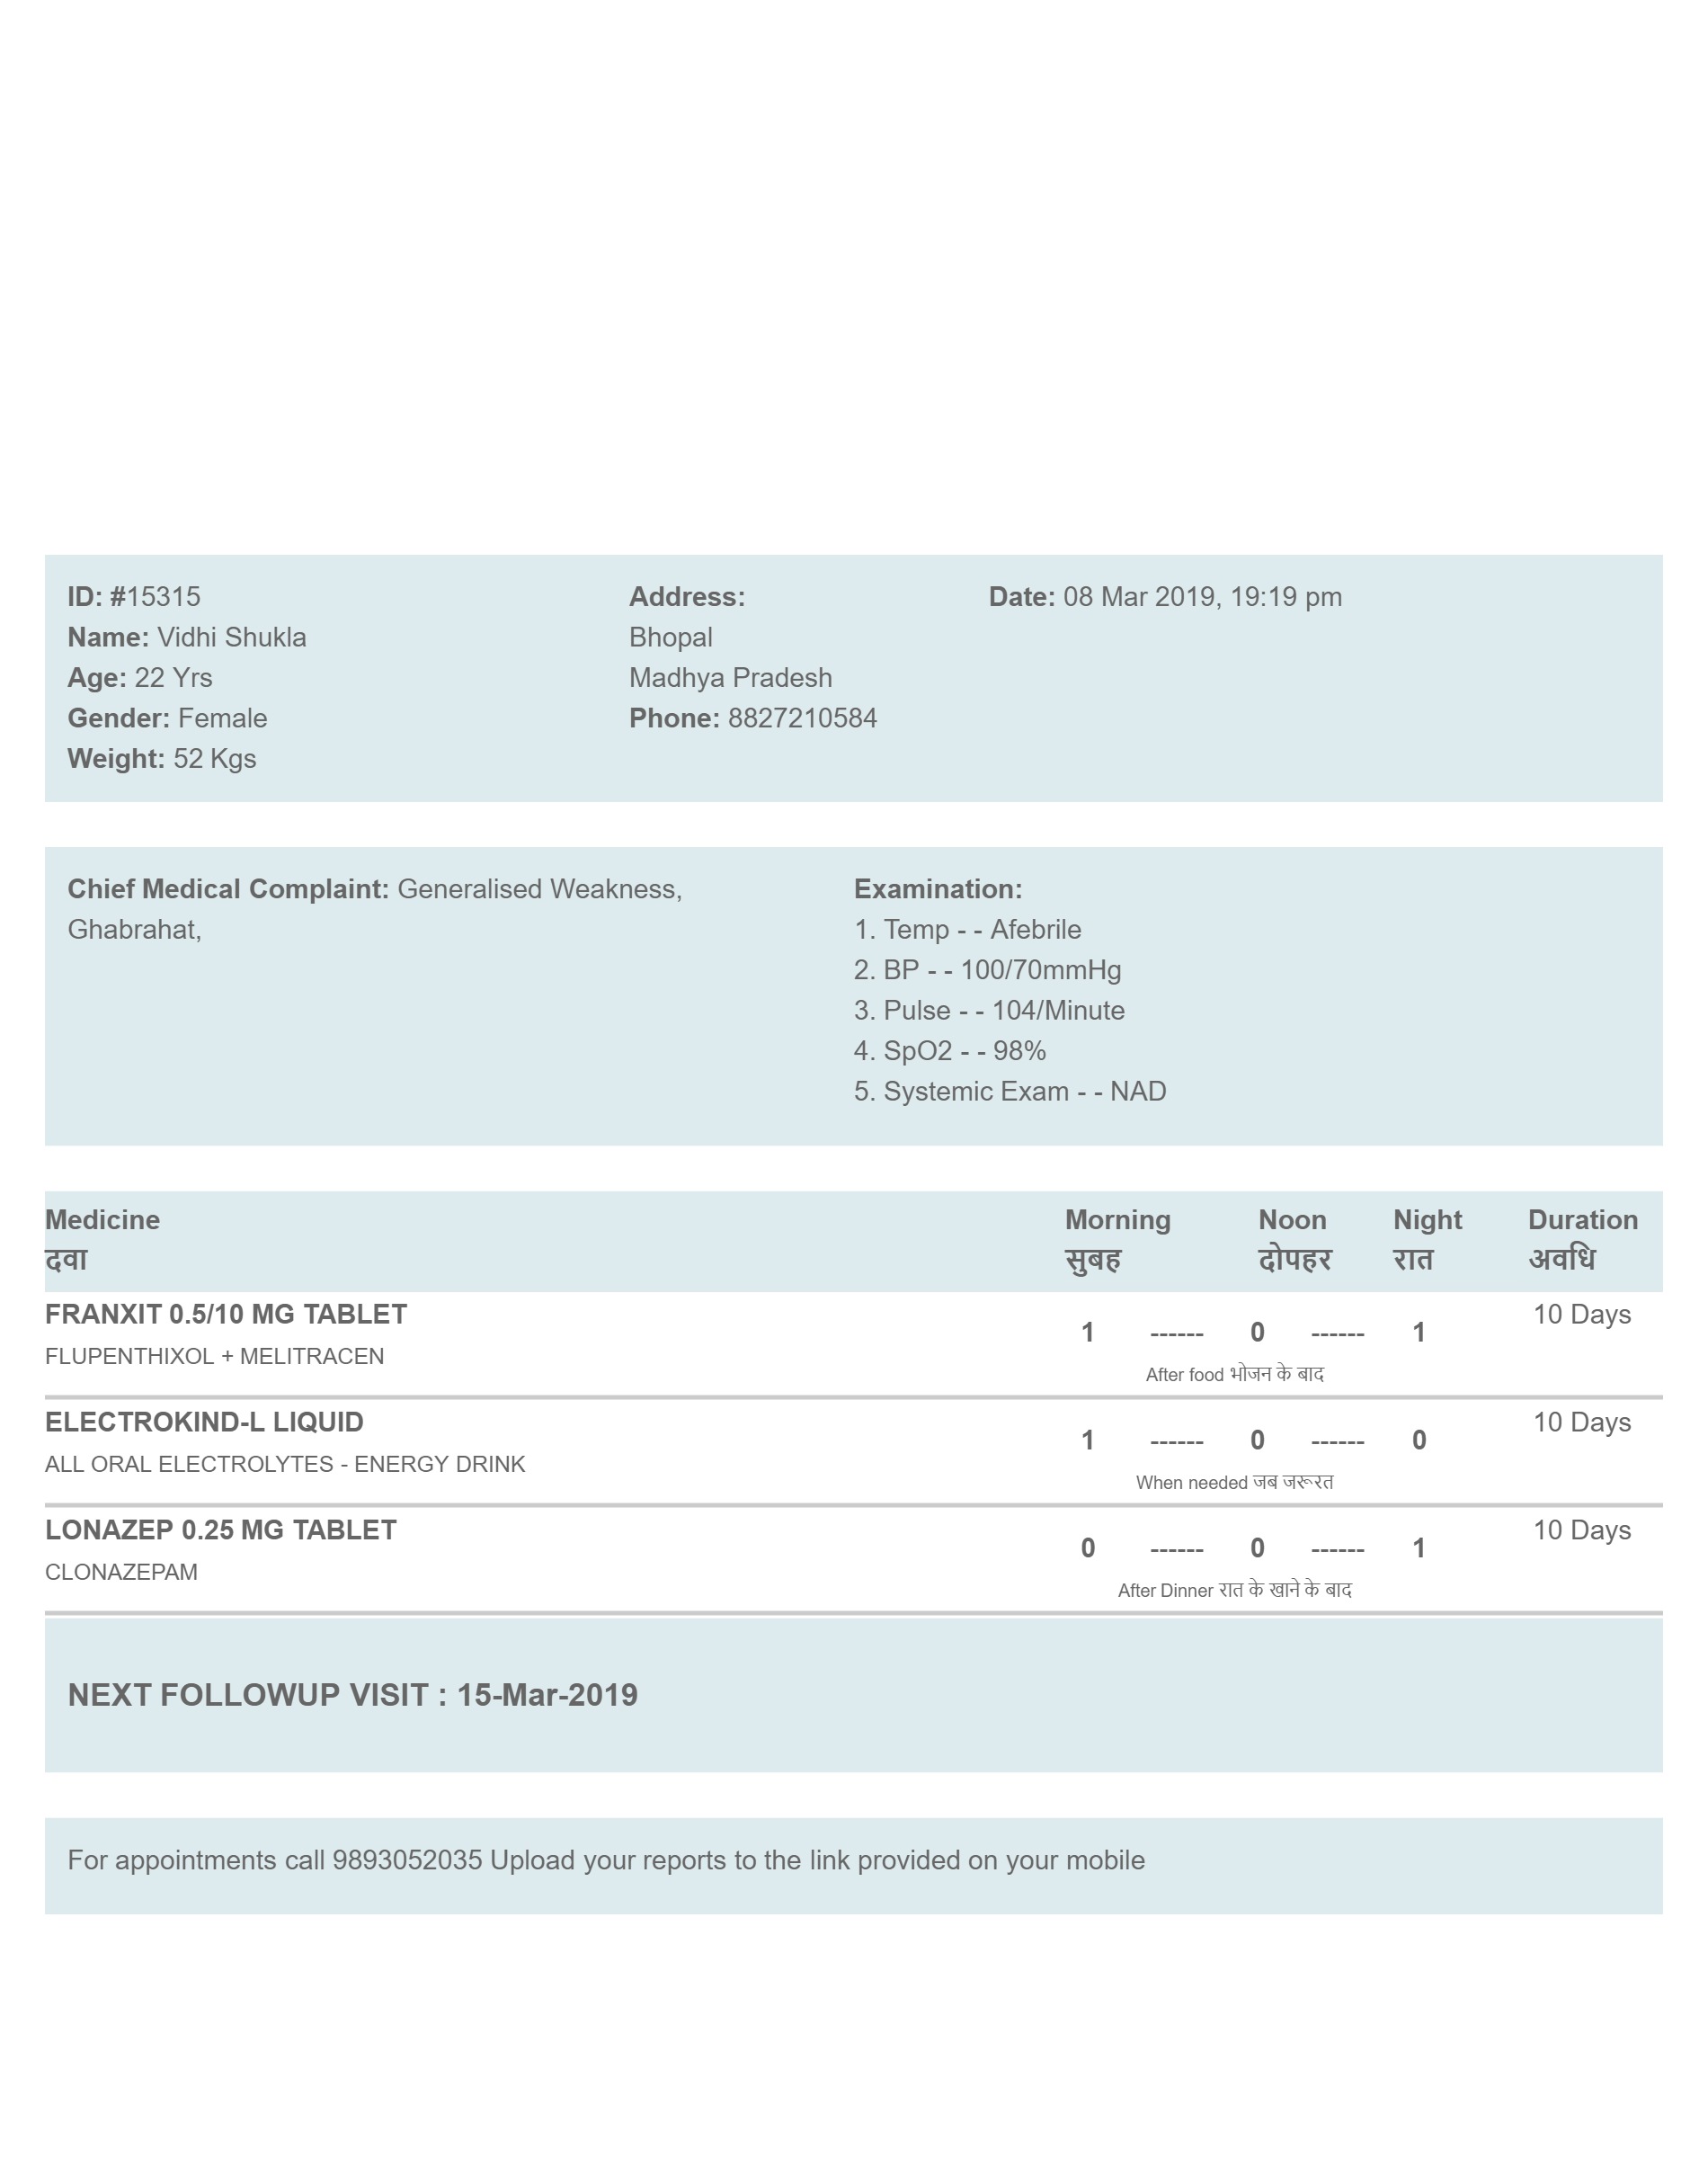 ID: #15315
Name: Vidhi Shukla
Age: 22 Yrs
Gender: Female
Weight: 52 Kgs
Address:
Bhopal
Madhya Pradesh
Phone: 8827210584
Date: 08 Mar 2019, 19:19 pm
Chief Medical Complaint: Generalised Weakness,
Ghabrahat,
Examination:
1. Temp - - Afebrile
2. BP - - 100/70mmHg
3. Pulse - - 104/Minute
4. SpO2 - - 98%
5. Systemic Exam - - NAD
Medicine Morning Noon Night Duration
दवा सुबह दोपहर रात अवधि
FRANXIT 0.5/10 MG TABLET 1 ------ 0 ------ 1 10 Days
FLUPENTHIXOL + MELITRACEN
After food भोजन के बाद
ELECTROKIND-L LIQUID 1 ------ 0 ------ 0 10 Days
ALL ORAL ELECTROLYTES - ENERGY DRINK
When needed जब जरूरत
LONAZEP 0.25 MG TABLET 0 ------ 0 ------ 1 10 Days
CLONAZEPAM
After Dinner रात के खाने के बाद
NEXT FOLLOWUP VISIT : 15-Mar-2019
For appointments call 9893052035 Upload your reports to the link provided on your mobile